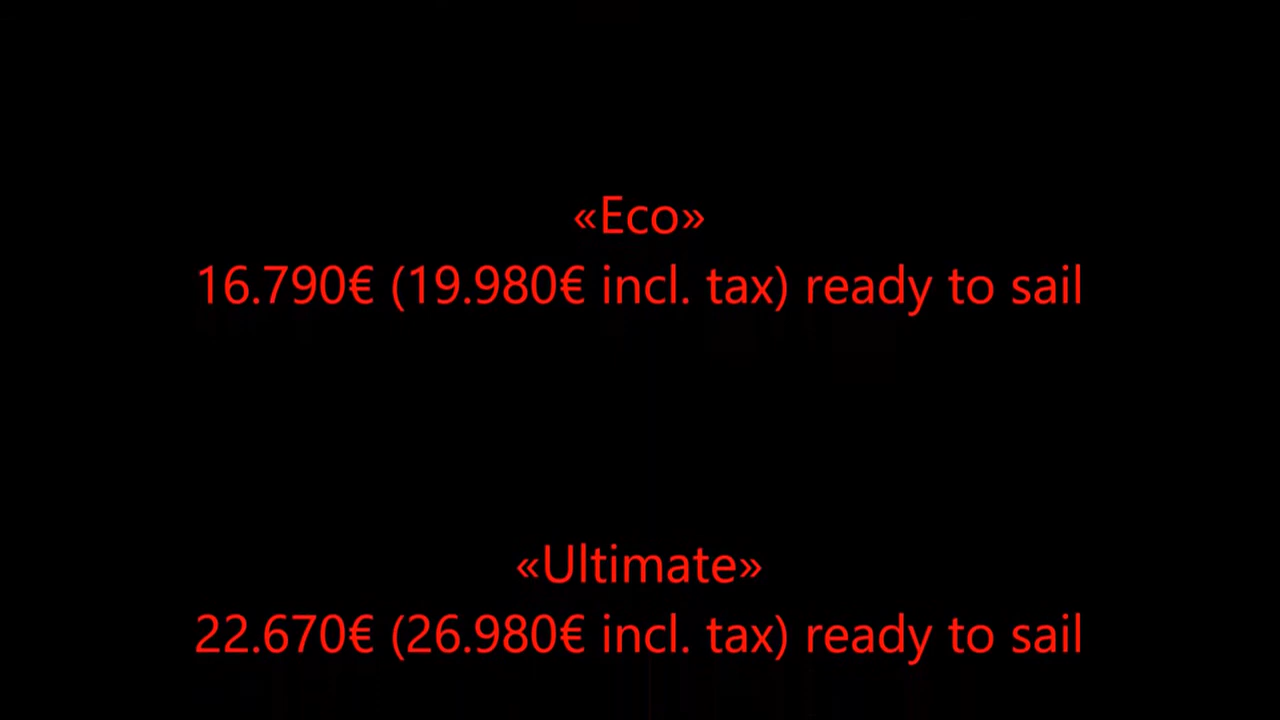 «Eco»
16.790€ (19.980€ incl. tax) ready to sail
«Ultimate»
22.670€ (26.980€ incl. tax) ready to sail